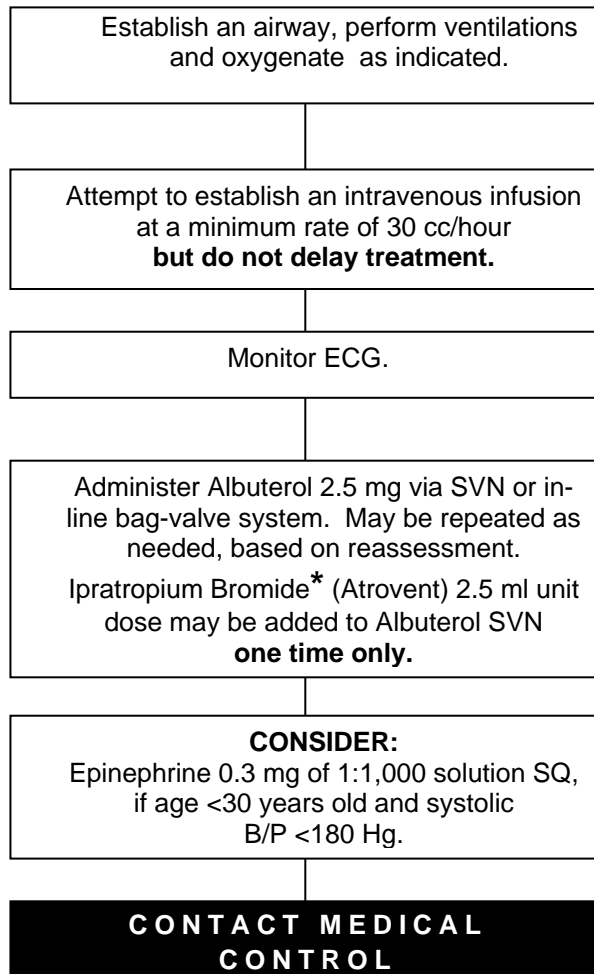 Establish an airway, perform ventilations
and oxygenate  as indicated.
Attempt to establish an intravenous infusion
at a minimum rate of 30 cc/hour
but do not delay treatment.
Monitor ECG.
Administer Albuterol 2.5 mg via SVN or in-
line bag-valve system.  May be repeated as
needed, based on reassessment.
Ipratropium Bromide* (Atrovent) 2.5 ml unit
dose may be added to Albuterol SVN
one time only.
CONSIDER:
Epinephrine 0.3 mg of 1:1,000 solution SQ,
if age <30 years old and systolic
B/P <180 Hg.
CONTACT MEDICAL
CONTROL